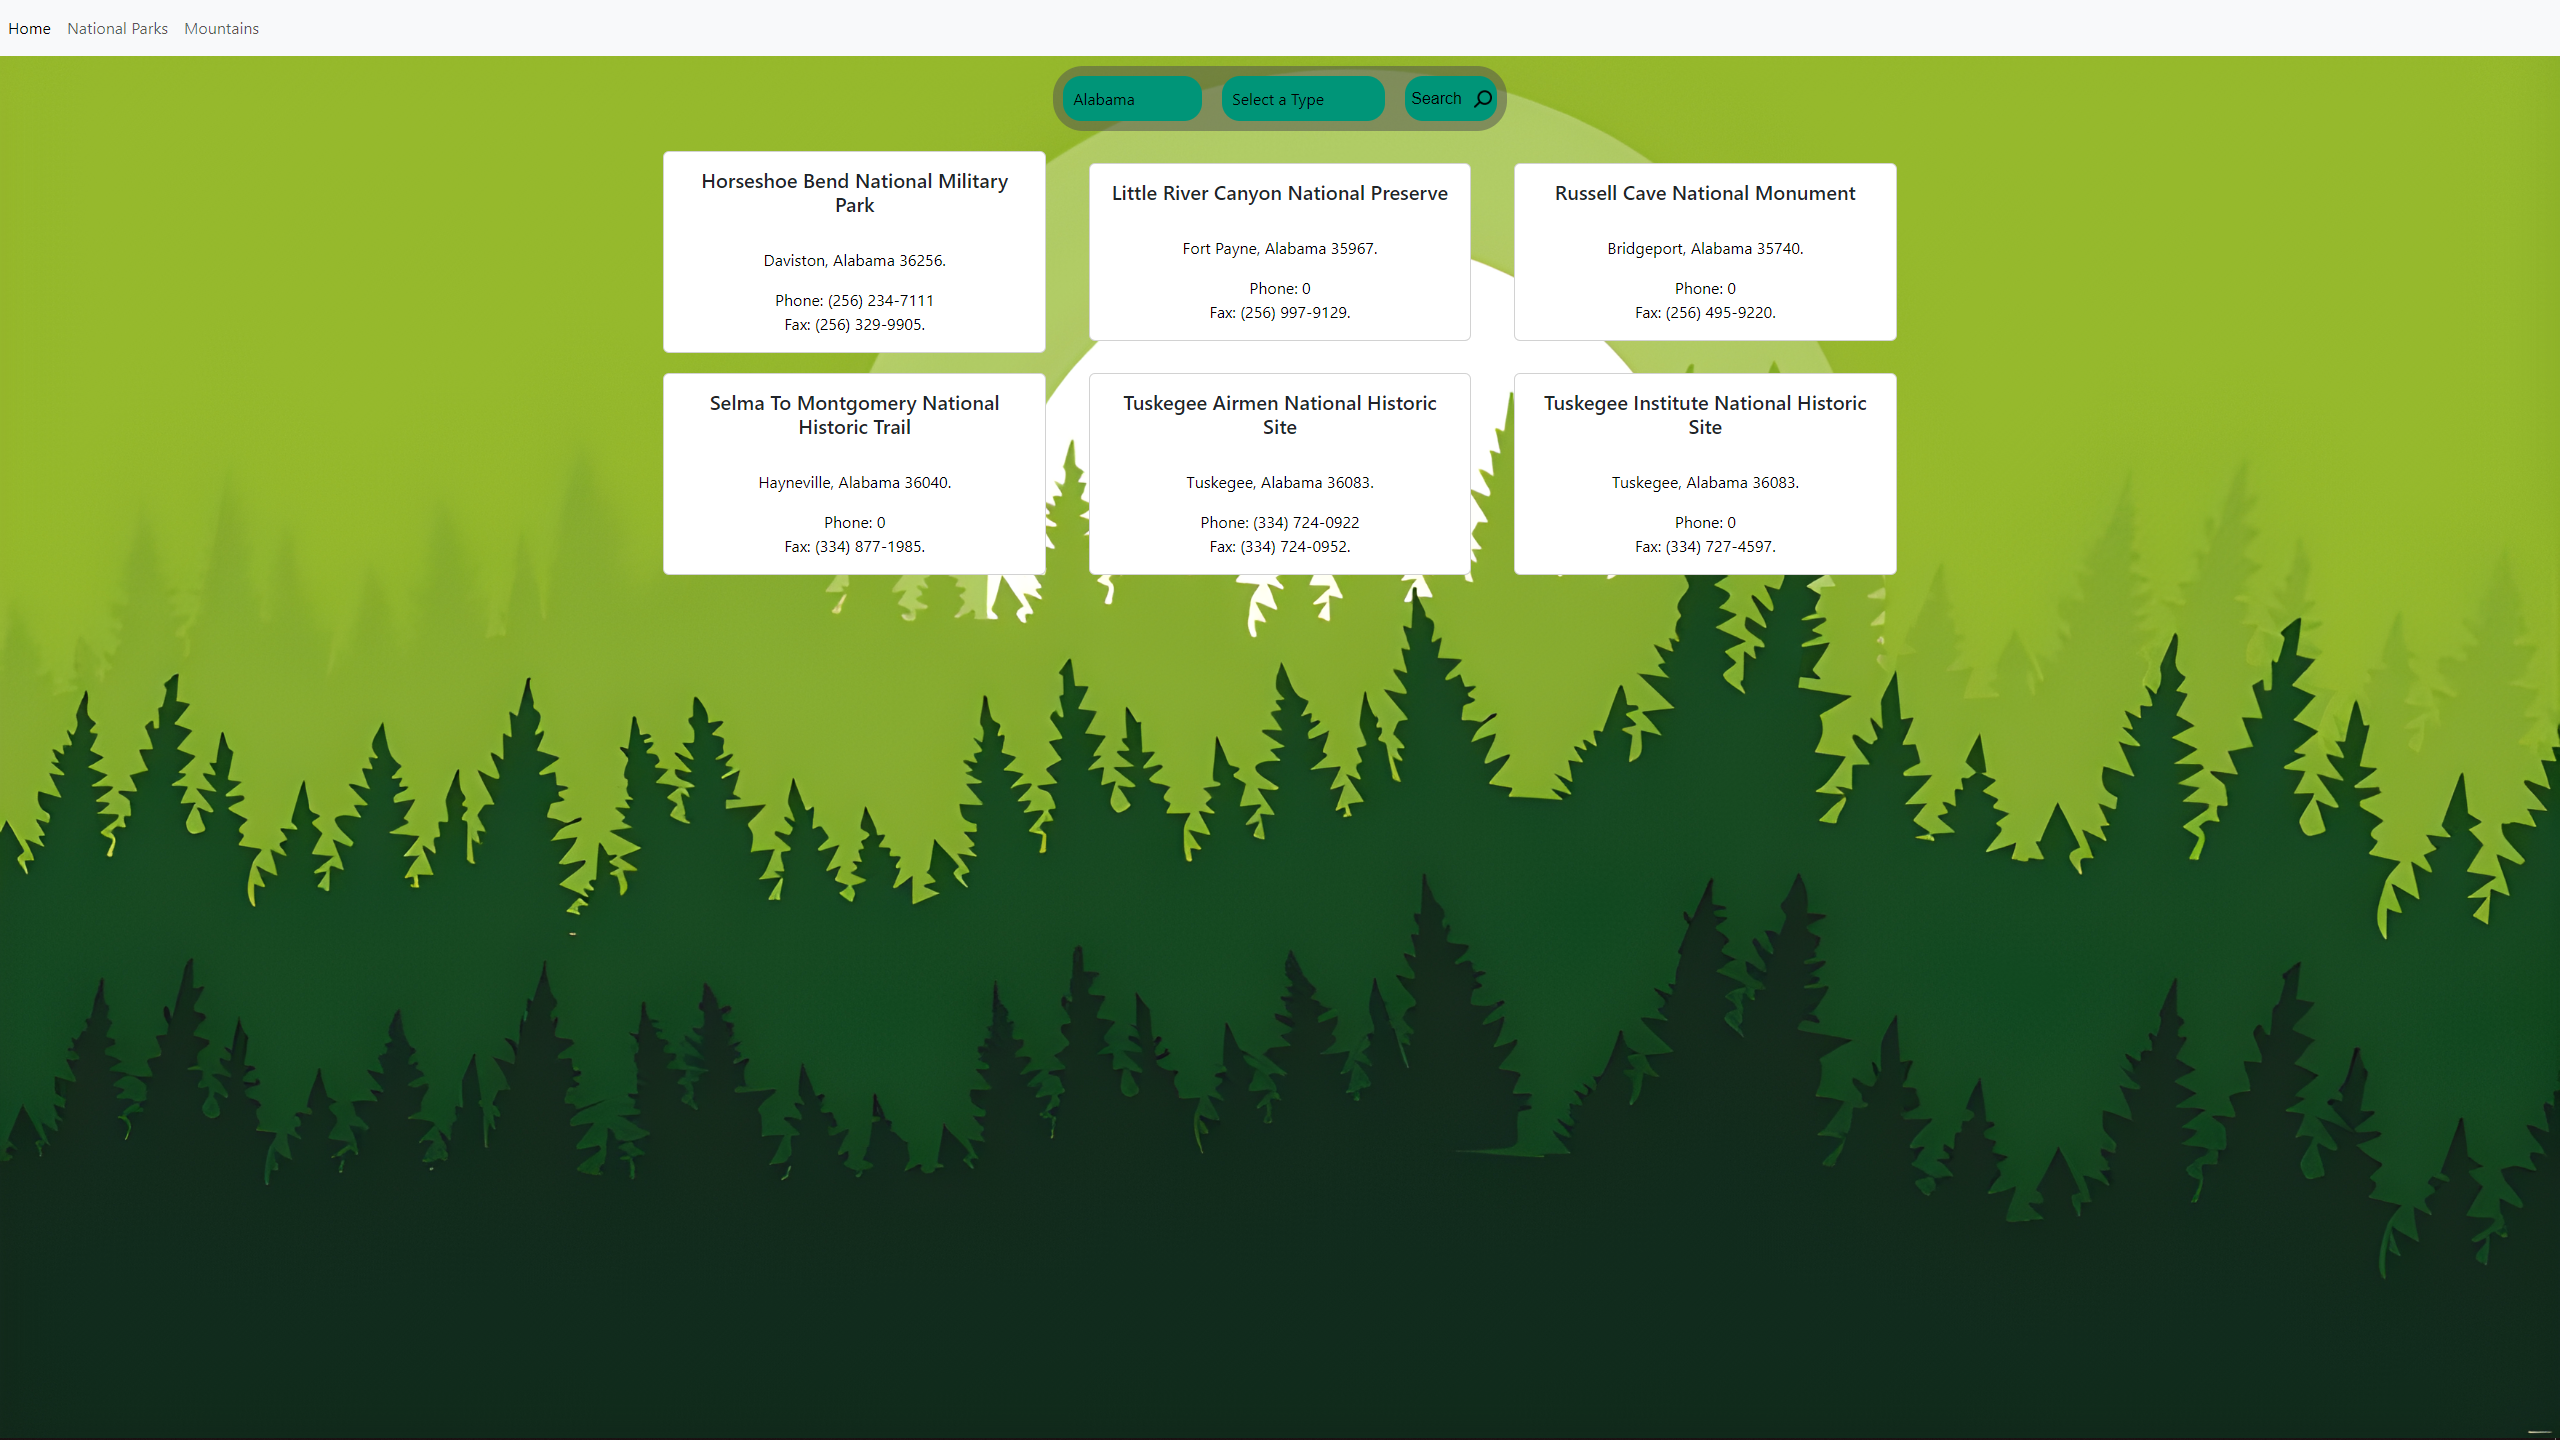 Home National Parks Mountains
Alabama Select a Type Search
Horseshoe Bend National Military
Park
Daviston, Alabama 36256.
Phone: (256) 234-7111
Fax: (256) 329-9905.
Little River Canyon National Preserve
Fort Payne, Alabama 35967.
Phone: 0
Fax: (256) 997-9129.
Russell Cave National Monument
Bridgeport, Alabama 35740.
Phone: 0
Fax: (256) 495-9220.
Selma To Montgomery National
Historic Trail
Hayneville, Alabama 36040.
Phone: 0
Fax: (334) 877-1985.
Tuskegee Airmen National Historic
Site
Tuskegee, Alabama 36083.
Phone: (334) 724-0922
Fax: (334) 724-0952.
Tuskegee Institute National Historic
Site
Tuskegee, Alabama 36083.
Phone: 0
Fax: (334) 727-4597.